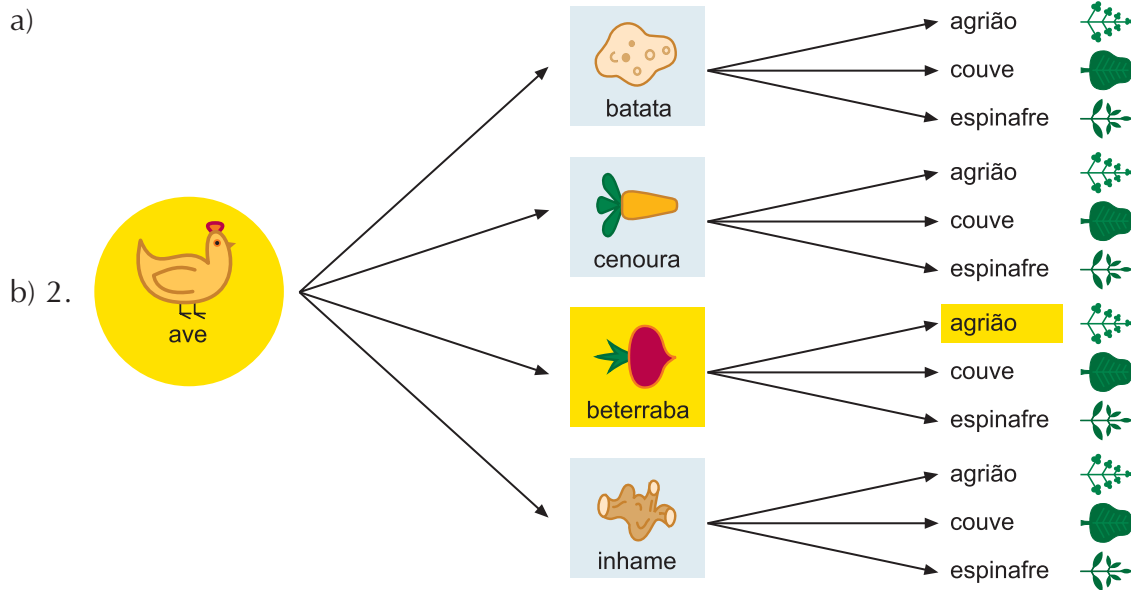 a)
agrião
couve
batata
espinafre
agrião
couve
cenoura
espinafre
b) 2.
ave
agrião
couve
beterraba
espinafre
agrião
couve
inhame
espinafre